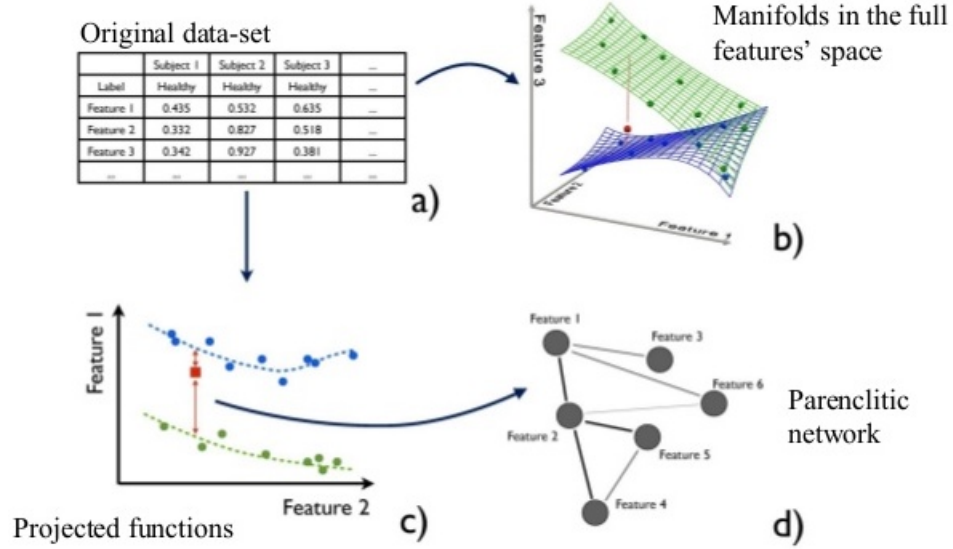 Original data-set
Subject 1 Subject 2 Subject 3 ...
Label Healthy Healthy Healthy ...
Feature 1 0.435 0.532 0.635 ...
Feature 2 0.332 0.827 0.518 ...
Feature 3 0.342 0.927 0.381 ...
... ... ... ... ...
a)
Manifolds in the full
features' space
Feature 3
Feature 2
Feature 1
b)
Feature 1
Feature 2
c)
Projected functions
Feature 1
Feature 3
Feature 6
Feature 2
Feature 5
Feature 4
d)
Parenclitic
network